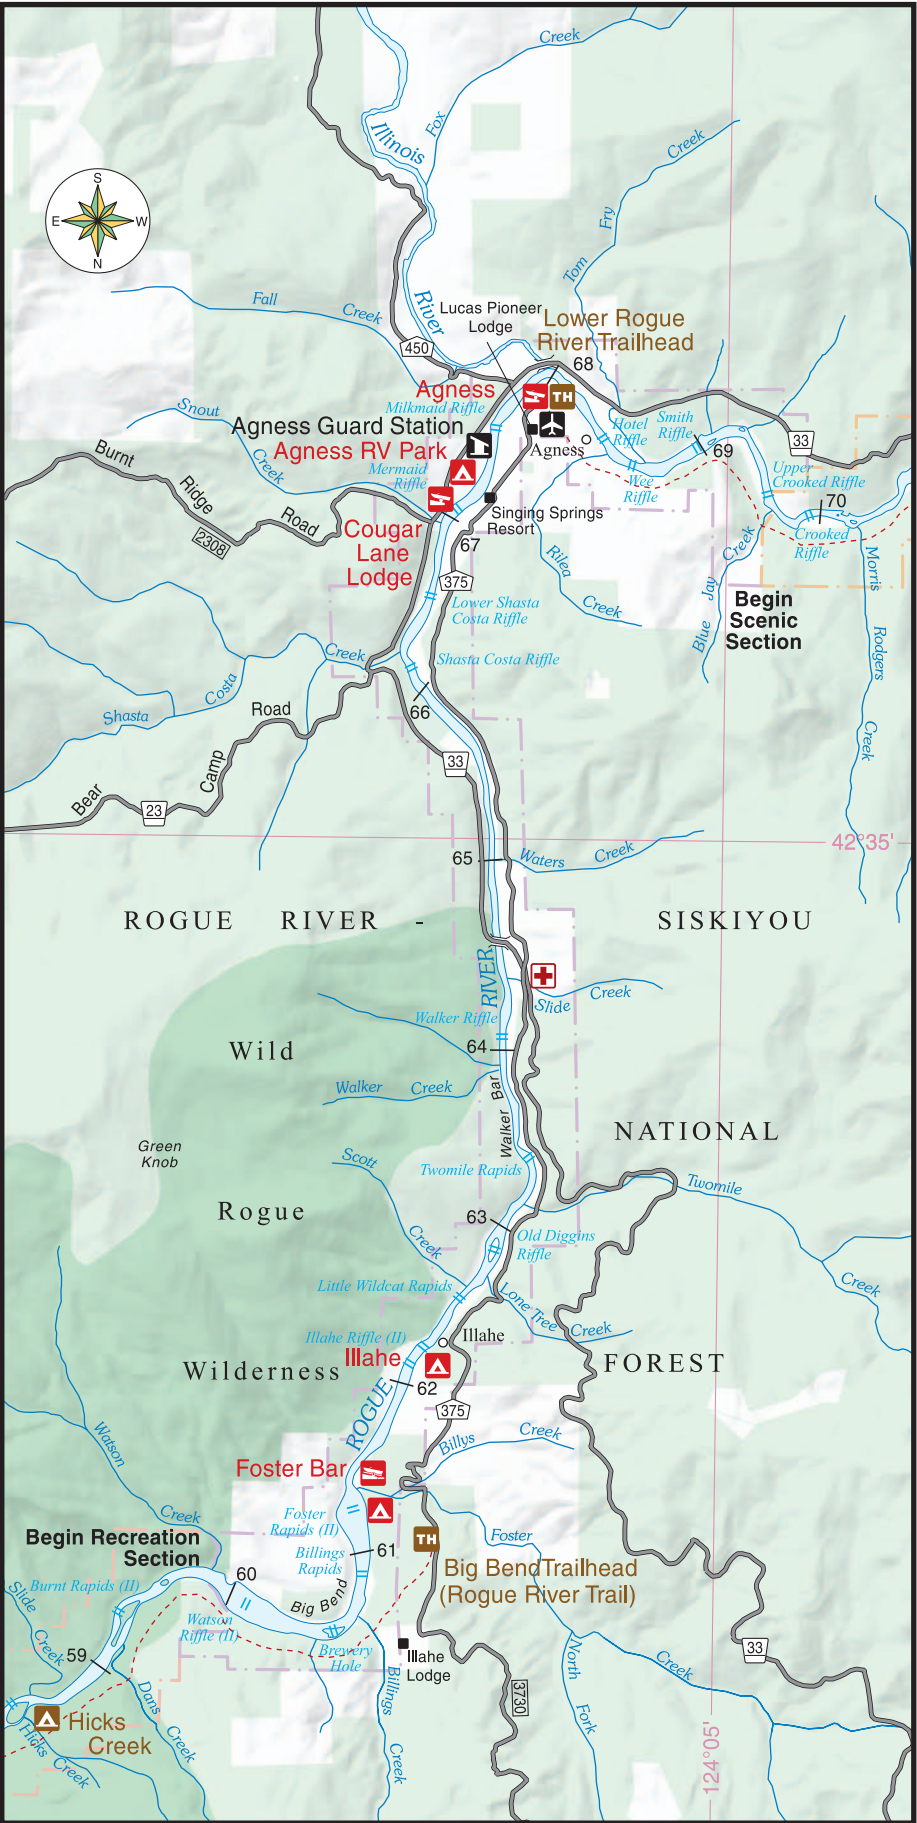 Creek
Fox
Illinois
Creek
Fry
Tom
S
E
W
N
Fall
Creek
River
Lucas Pioneer
Lodge
Lower Rogue
River Trailhead
450
68
Agness
Milkmaid Riffle
TH
Snout
Creek
Agness Guard Station
Agness RV Park
Mermaid
Riffle
Agness
Hotel
Riffle
Smith
Riffle
69
33
Wee
Riffle
Upper
Crooked Riffle
70
Crooked
Riffle
Burnt
Ridge
Road
2308
Cougar
Lane
Lodge
Singing Springs
Resort
67
375
Rilea
Creek
Blue
Jay
Creek
Begin
Scenic
Section
Morris
Rodgers
Creek
Lower Shasta
Costa Riffle
Shasta Costa Riffle
Shasta
Costa
Creek
66
Bear
Camp
Road
23
33
42°35'
65
Waters
Creek
ROGUE RIVER -
SISKIYOU
RIVER
Slide
Creek
Walker Riffle
64
Wild
Walker
Creek
Walker Bar
NATIONAL
Green
Knob
Scott
Creek
Twomile Rapids
Twomile
Creek
Rogue
63
Old Diggins
Riffle
Little Wildcat Rapids
Lone Tree
Creek
Illahe Riffle (II)
Illahe
Illahe
Wilderness
FOREST
62
ROGUE
375
Billys
Creek
Watson
Creek
Foster Bar
Foster
Rapids (II)
Foster
Creek
TH
Begin Recreation
Section
Billings
Rapids
61
Big Bend Trailhead
(Rogue River Trail)
Burnt Rapids (II)
60
Big Bend
Watson
Riffle (II)
Slide
Creek
59
Brewery
Hole
Illahe
Lodge
33
North
Fork
3730
Billings
Creek
Dans
Creek
Hicks
Creek
Hicks
Creek
124°05'